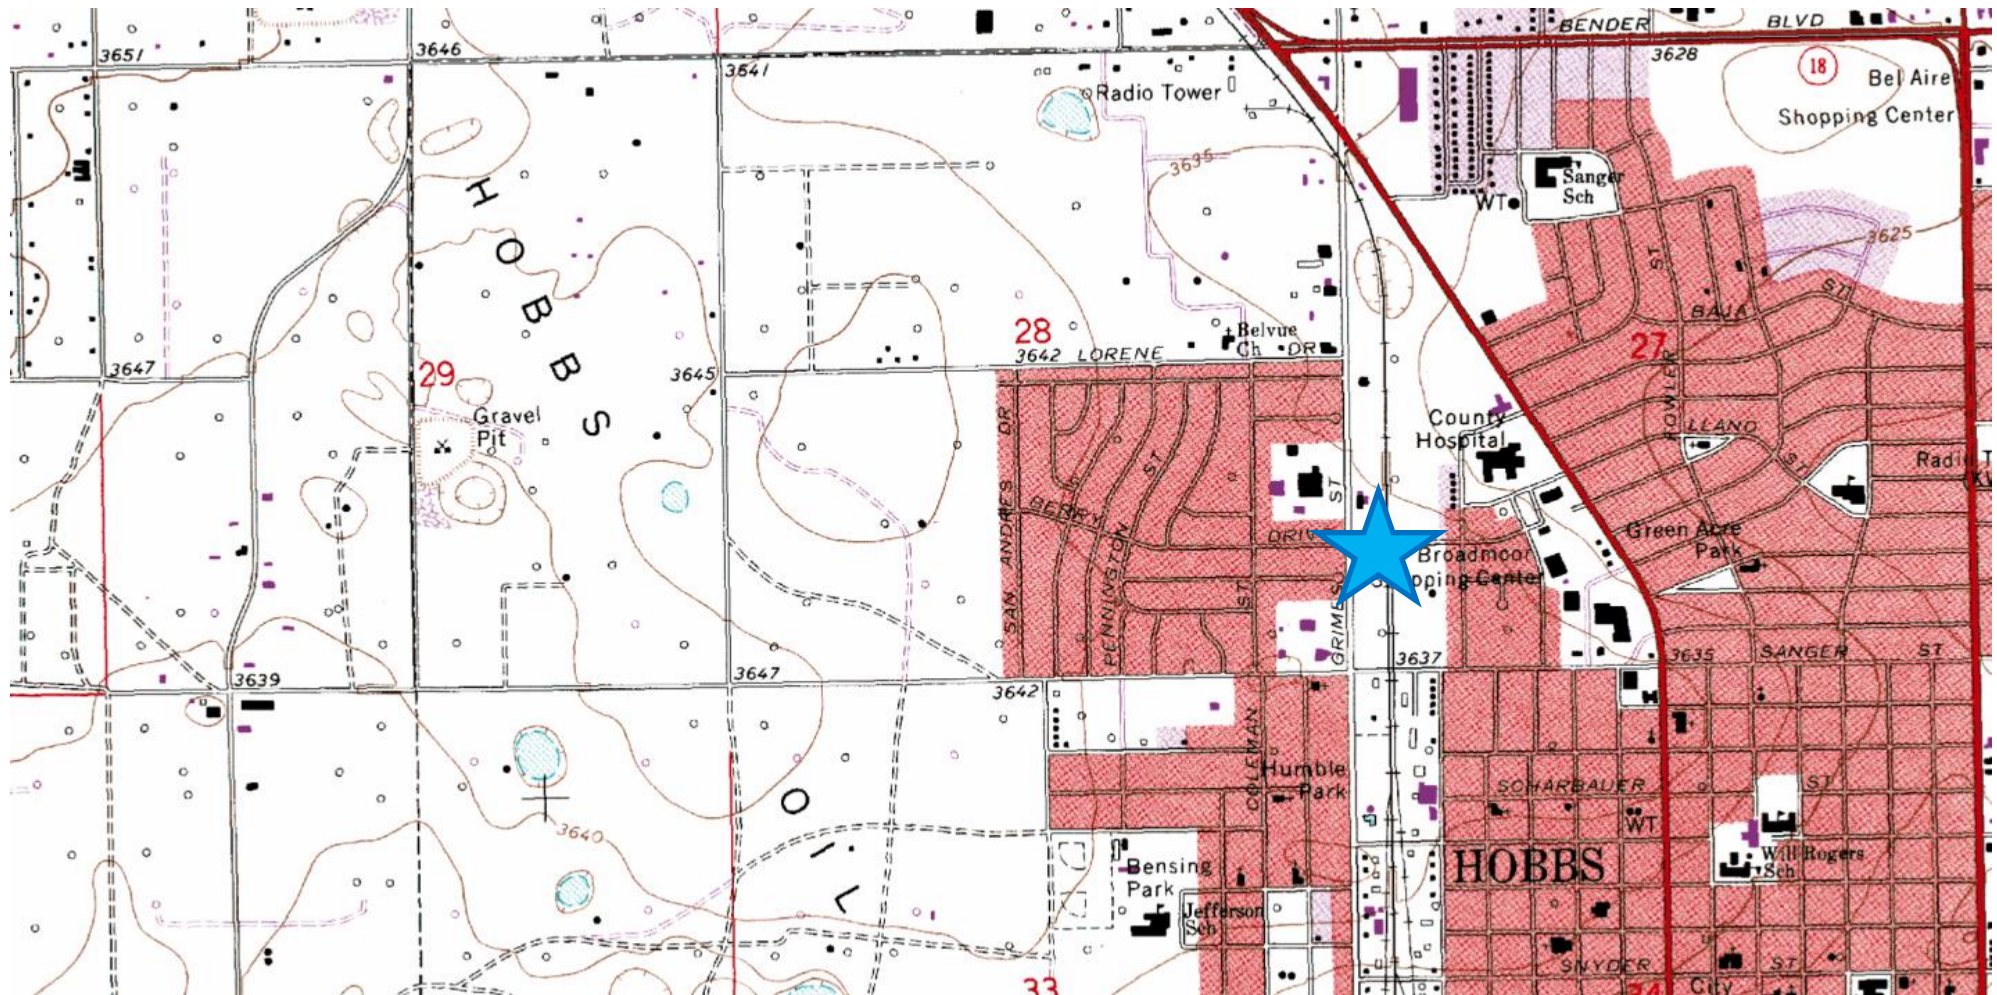 BENDER BLVD
3651
3646
3641
3628
18
Bel Aire
Shopping Center
Radio Tower
3635
Sanger
Sch
WT
H O B B S
3625
ST
ST
BAJA
28
27
Belvue
Ch
3642 LORENE DR
3647
3645
29
Gravel
Pit
FOWLER
LLANO
ST
County
Hospital
SAN ANDRES DR
BERRY
DRIV
PENNINGTON
ST
ST
ST
GRIMES
Green Acre
Park
Broadmoor
opping Center
3639
3647
3642
3637
3635 SANGER ST
COLEMAN
Humble
Park
SCHARBAUER ST
WT
3640
O I L
Bensing
Park
Jefferson
Sch
HOBBS
Will Rogers
Sch
SNYDER ST
33
34
City